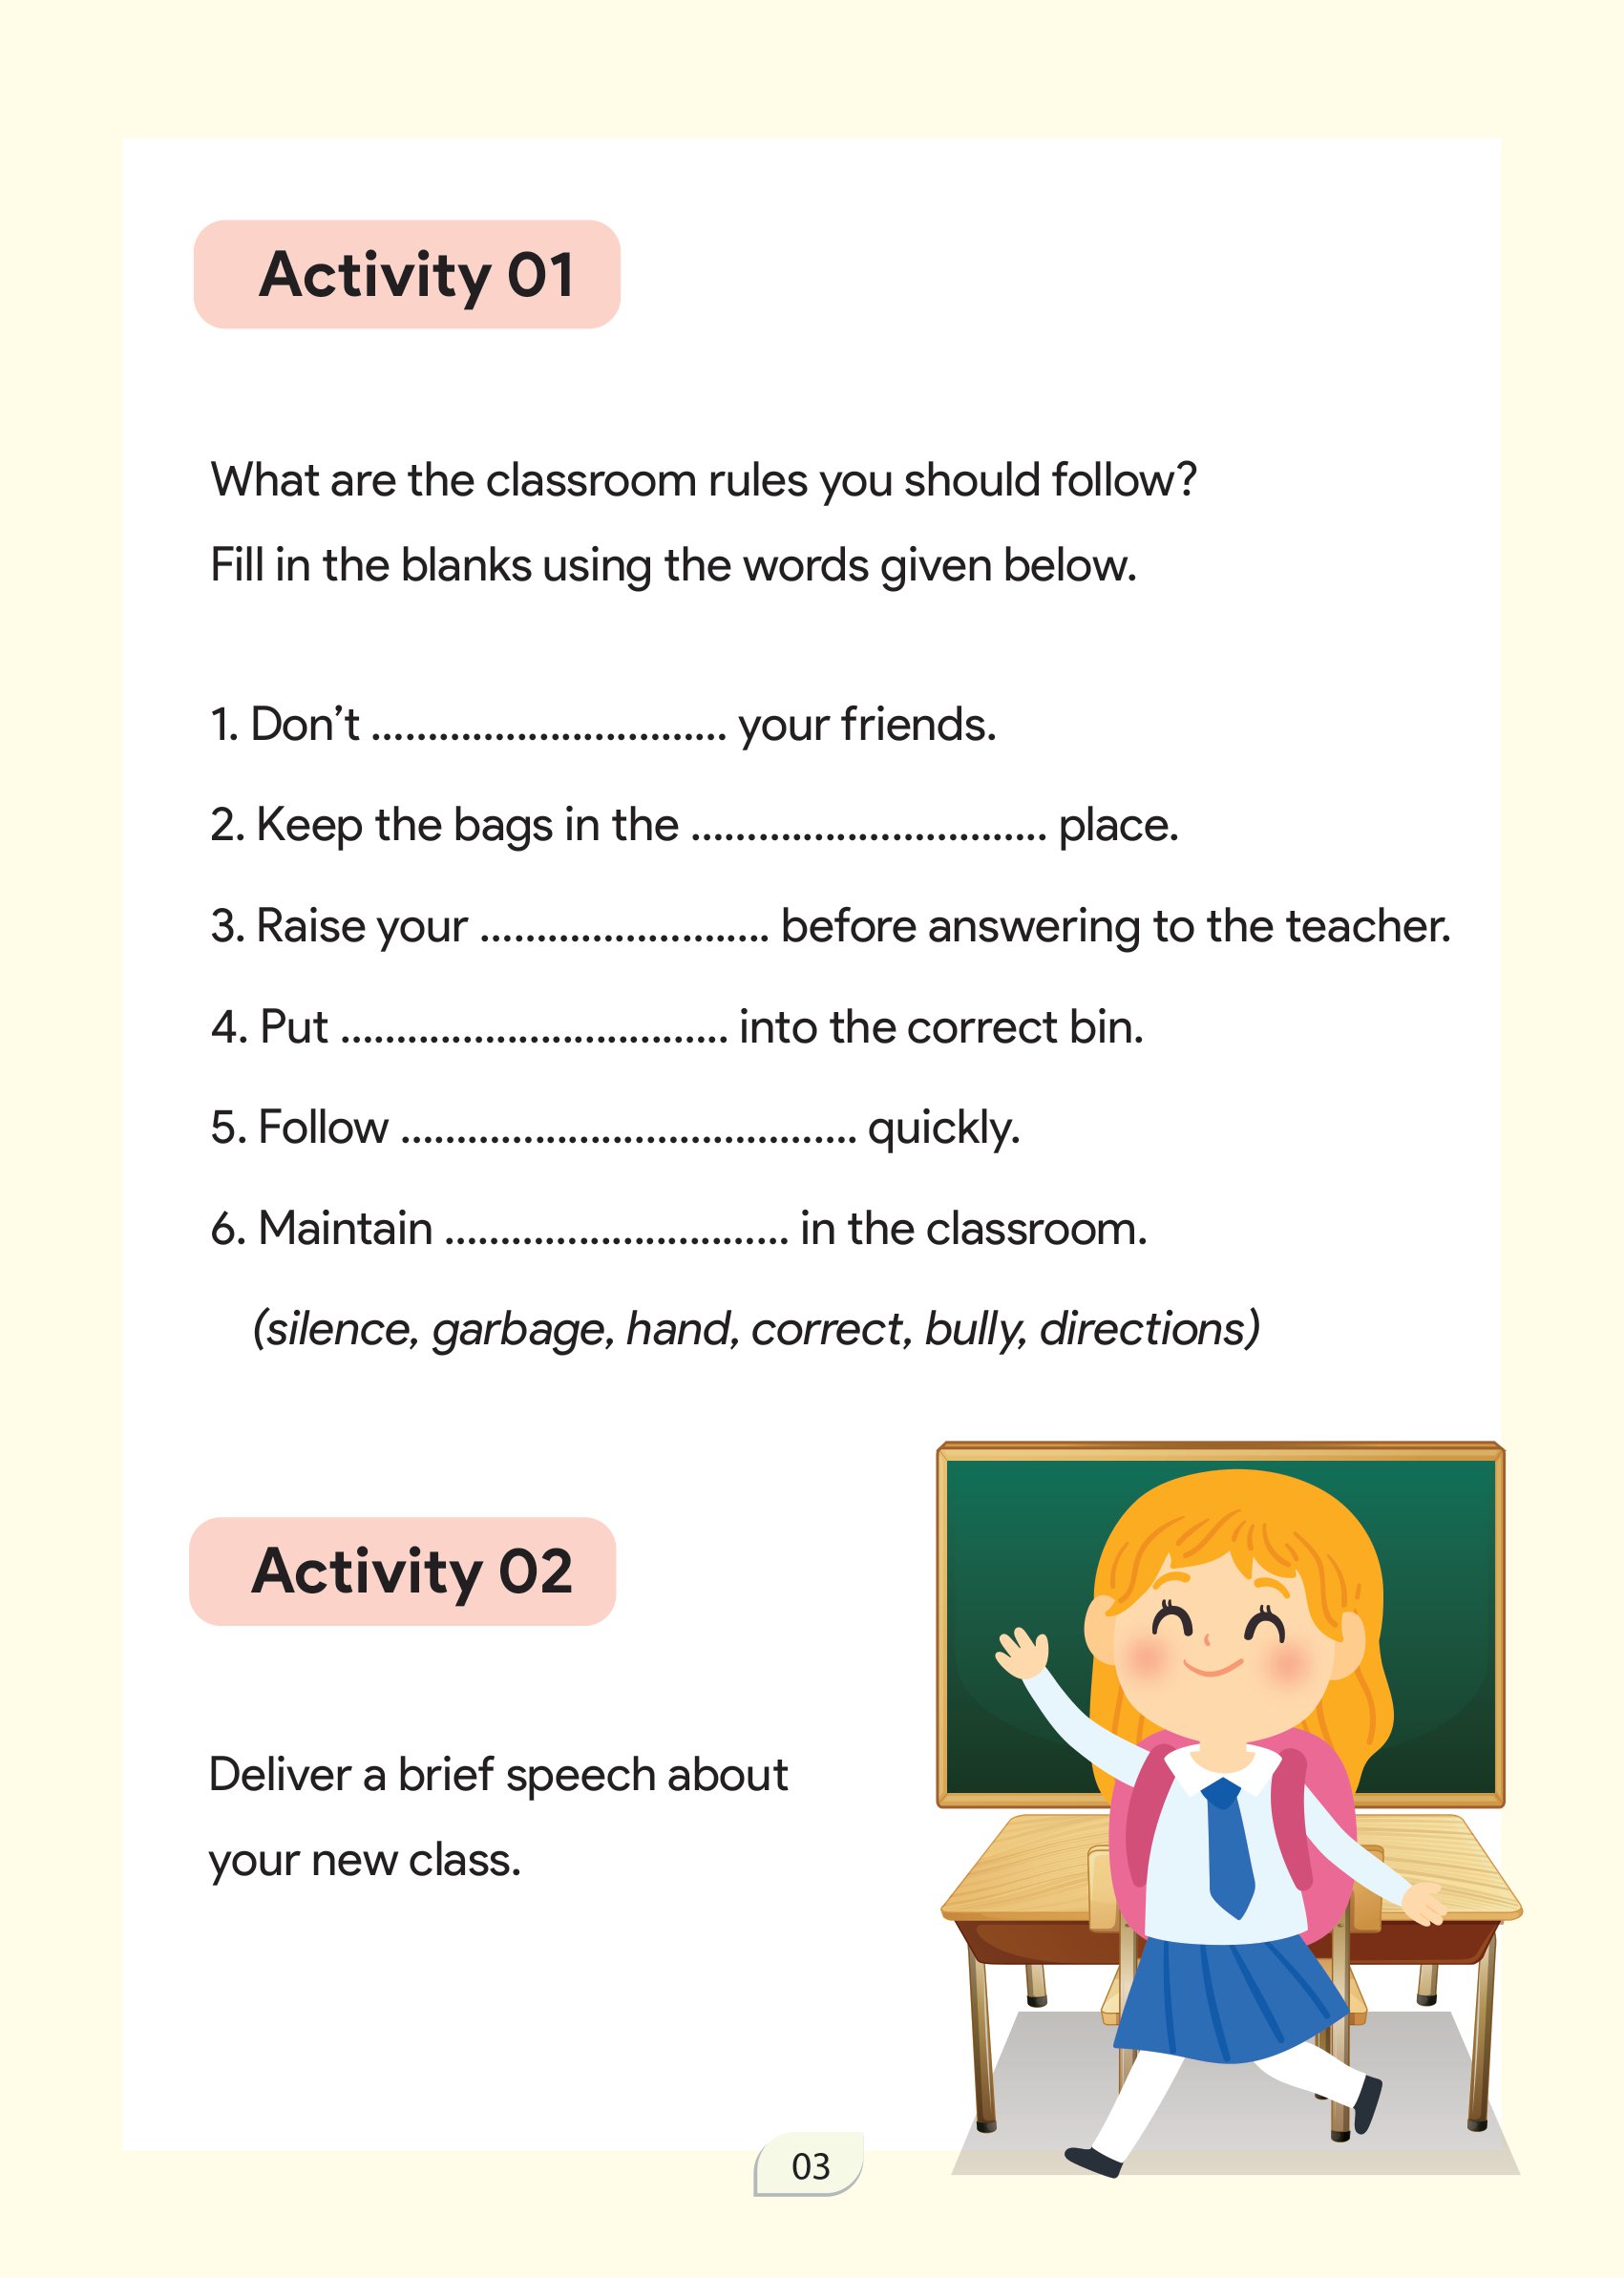 Activity 01
What are the classroom rules you should follow?
Fill in the blanks using the words given below.
1. Don’t ................................ your friends.
2. Keep the bags in the ................................ place.
3. Raise your .......................... before answering to the teacher.
4. Put ................................... into the correct bin.
5. Follow ......................................... quickly.
6. Maintain ............................... in the classroom.
(silence, garbage, hand, correct, bully, directions)
Activity 02
Deliver a brief speech about
your new class.
03